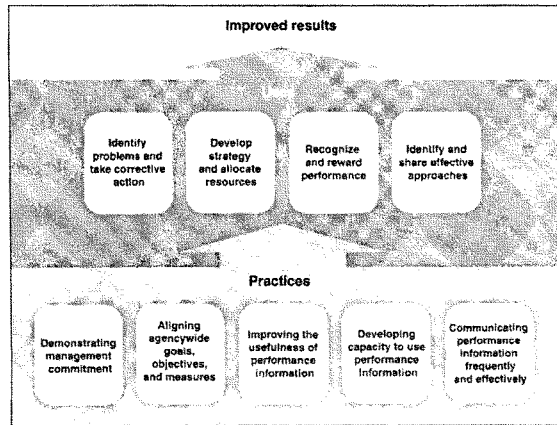 Improved results
Identify
problems and
take corrective
action
Develop
strategy and
allocate
resources
Recognize
and reward
performance
Identify and
share effective
approaches
Practices
Demonstrating
management
commitment
Aligning
agencywide
goals,
objectives,
and measures
Improving the
usefulness of
performance
information
Developing
capacity to use
performance
information
Communicating
performance
information
frequently
and effectively